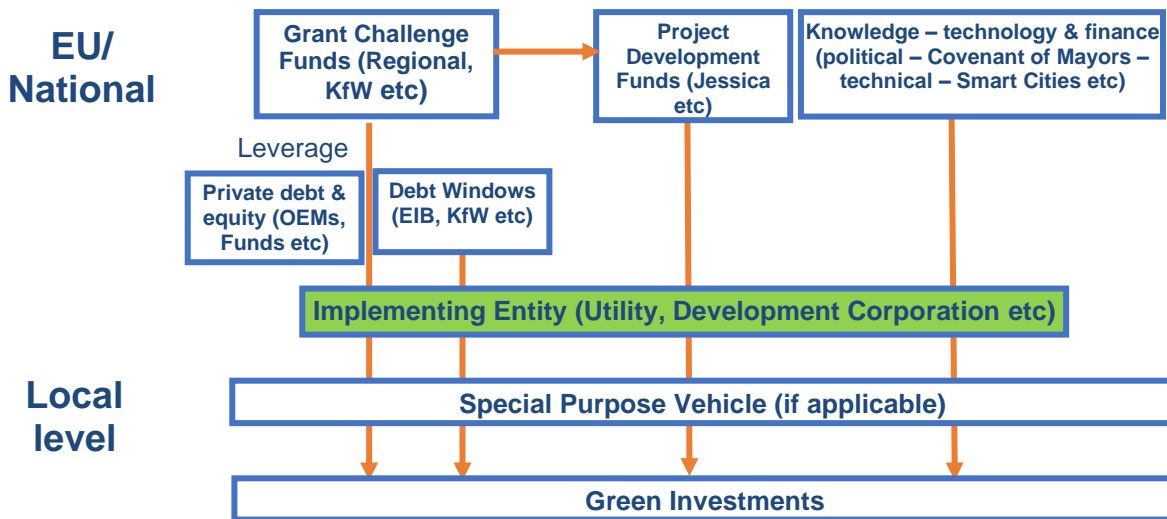 EU/
National
Grant Challenge
Funds (Regional,
KfW etc)
Project
Development
Funds (Jessica
etc)
Knowledge – technology & finance
(political – Covenant of Mayors –
technical – Smart Cities etc)
Leverage
Private debt &
equity (OEMs,
Funds etc)
Debt Windows
(EIB, KfW etc)
Implementing Entity (Utility, Development Corporation etc)
Local
level
Special Purpose Vehicle (if applicable)
Green Investments